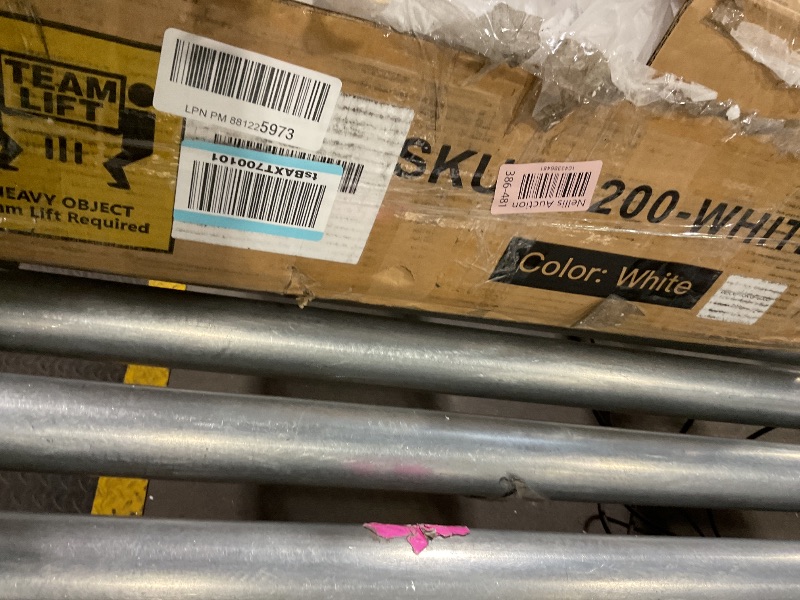 TEAM
LIFT
HEAVY OBJECT
Lift Required
LPN PM 881225973
tsBAXT700101
SKU
200-WHIT
Nellis Auction
386-481
Color: White